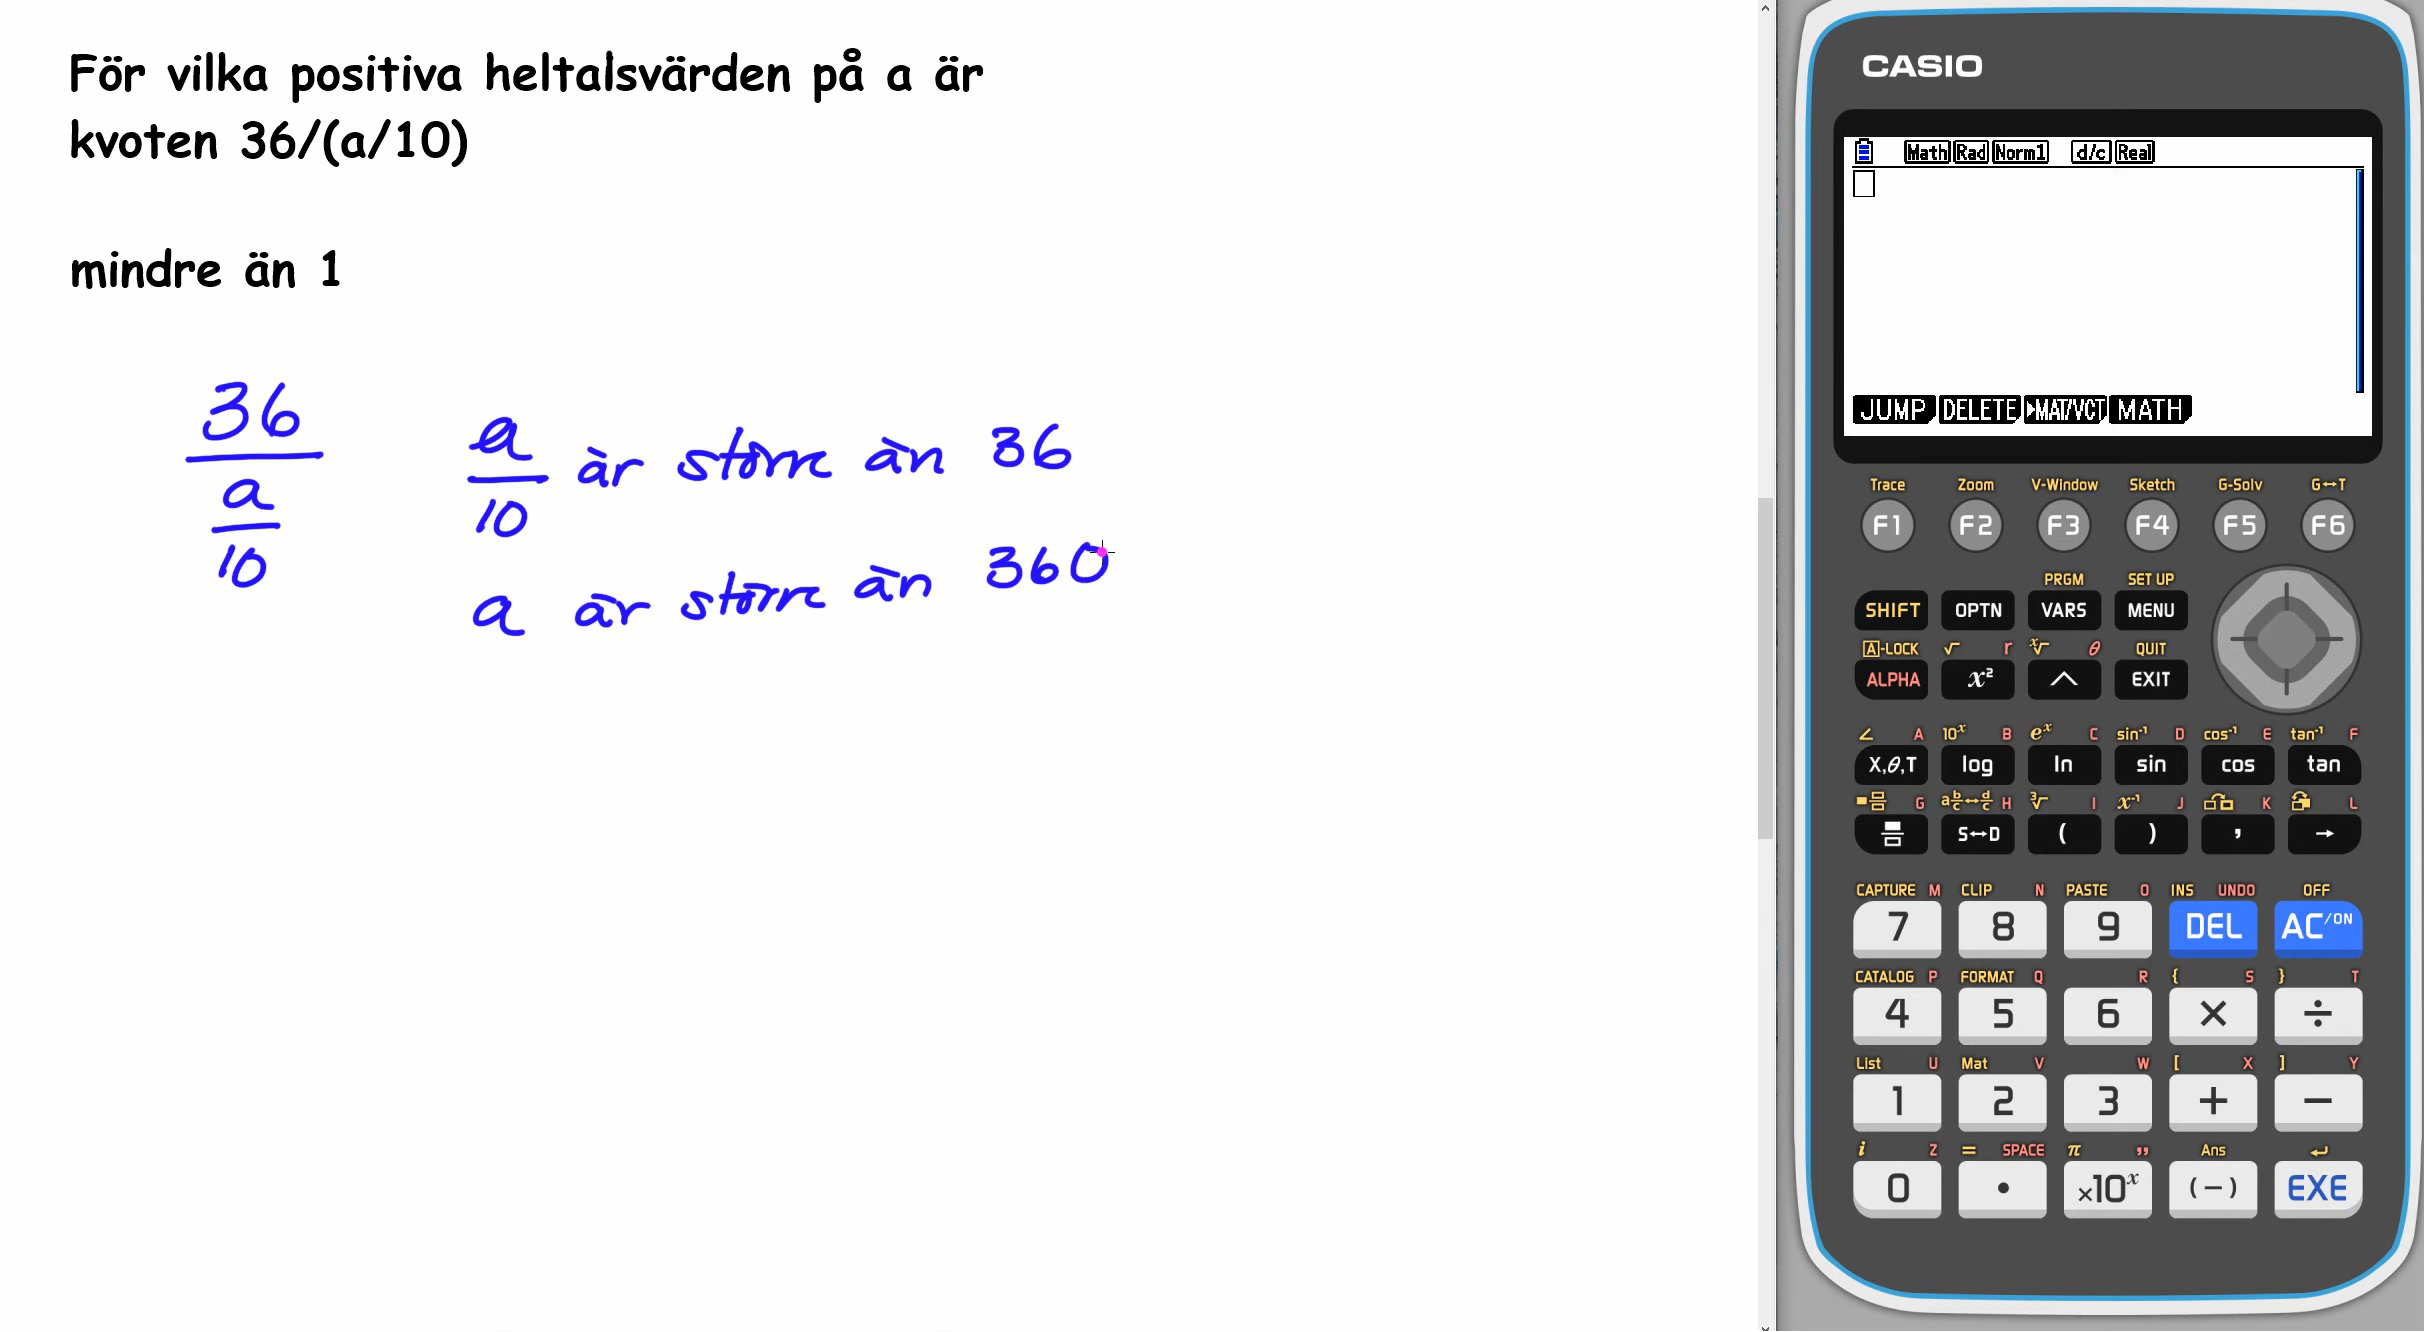 För vilka positiva heltalsvärden på a är
kvoten 36/(a/10)
mindre än 1
36
a
10
a
10
är större än 36
a är större än 360
CASIO
Math Rad Norm1 d/c Real
JUMP DELETE ▶MAT/VCT MATH
Trace Zoom V-Window Sketch G-Solv G↔T
F1 F2 F3 F4 F5 F6
PRGM SET UP
SHIFT OPTN VARS MENU
A-LOCK √ r ˣ√ θ QUIT
ALPHA x² ^ EXIT
∠ A 10ˣ B eˣ C sin⁻¹ D cos⁻¹ E tan⁻¹ F
X,θ,T log ln sin cos tan
G a b/c↔d/c H ³√ I x⁻¹ J K L
S↔D ( ) , →
CAPTURE M CLIP N PASTE O INS UNDO OFF
7 8 9 DEL AC/ON
CATALOG P FORMAT Q R { S } T
4 5 6 × ÷
List U Mat V W [ X ] Y
1 2 3 + −
i Z = SPACE π " Ans ↵
0 • ×10ˣ (−) EXE